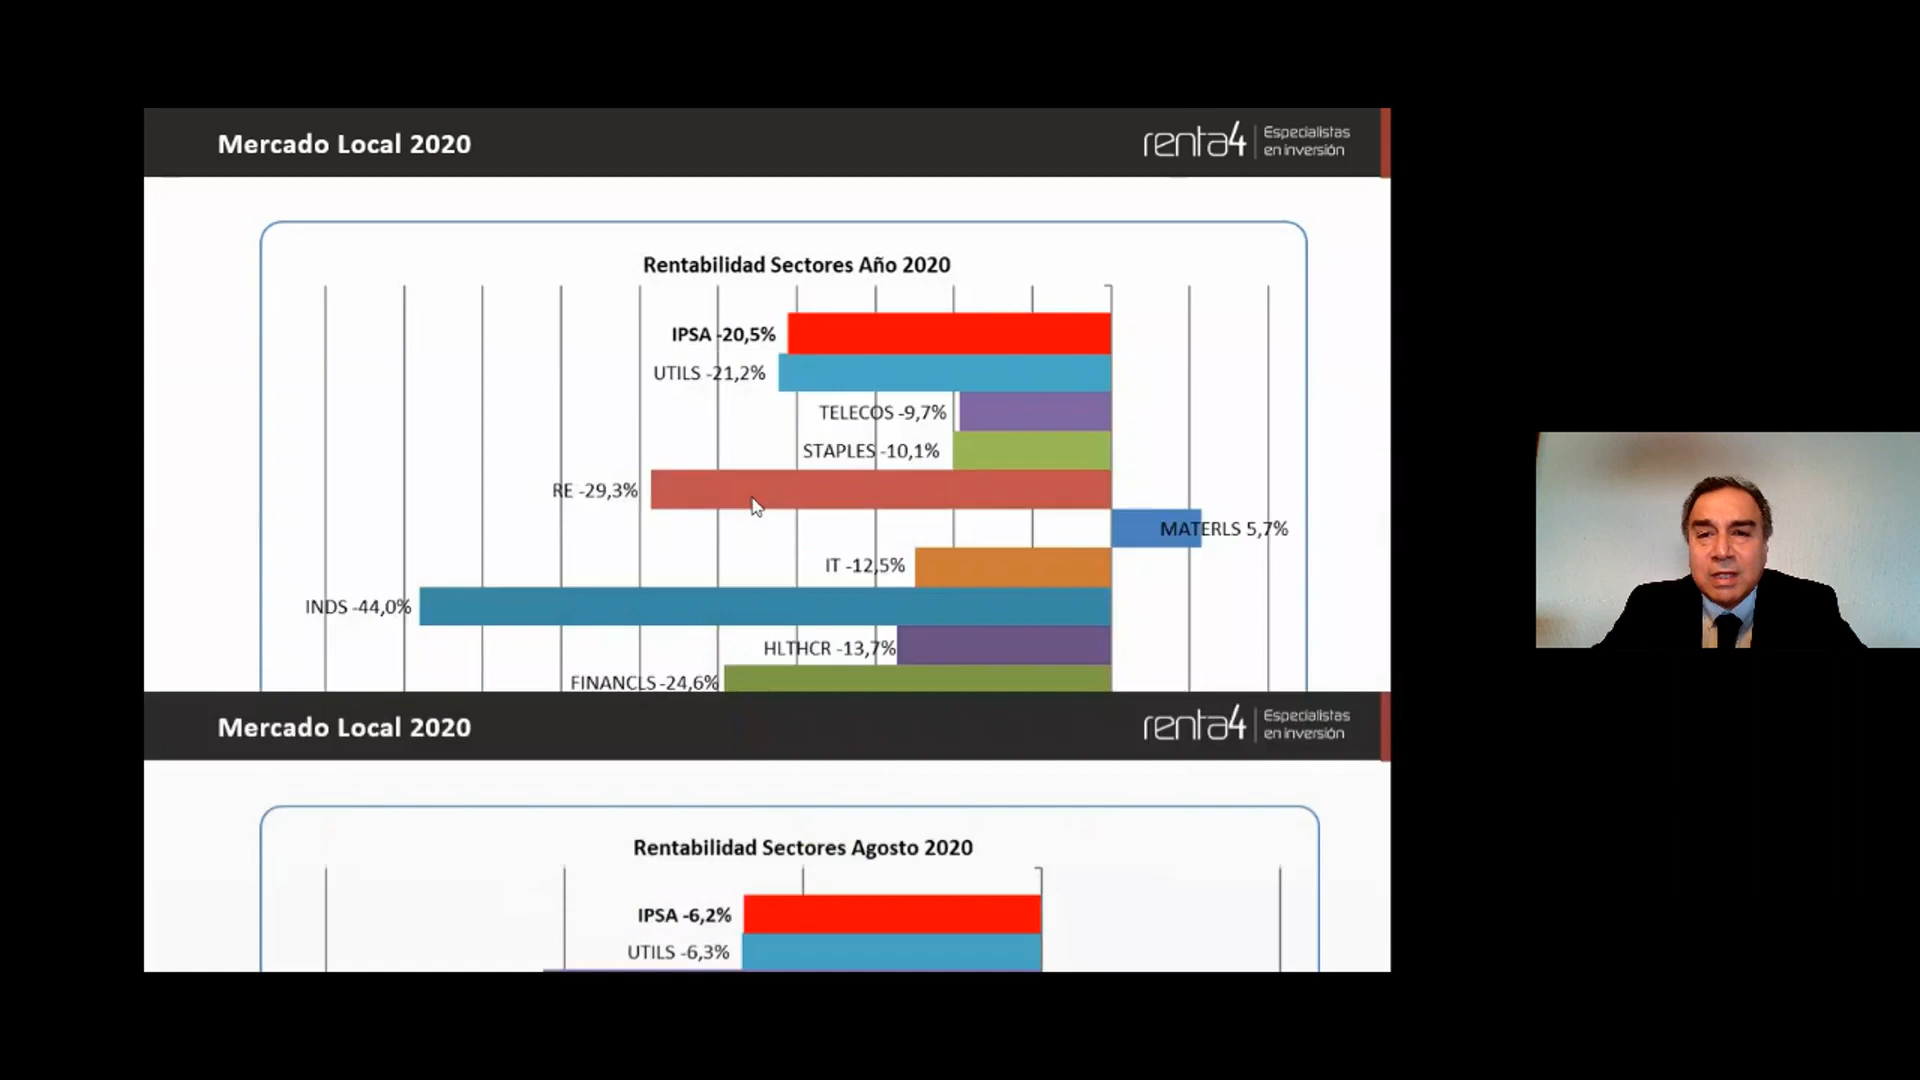 Mercado Local 2020
renta4 Especialistas
en inversión
Rentabilidad Sectores Año 2020
IPSA -20,5%
UTILS -21,2%
TELECOS -9,7%
STAPLES -10,1%
RE -29,3%
MATERLS 5,7%
IT -12,5%
INDS -44,0%
HLTHCR -13,7%
FINANCLS -24,6%
Mercado Local 2020
renta4 Especialistas
en inversión
Rentabilidad Sectores Agosto 2020
IPSA -6,2%
UTILS -6,3%